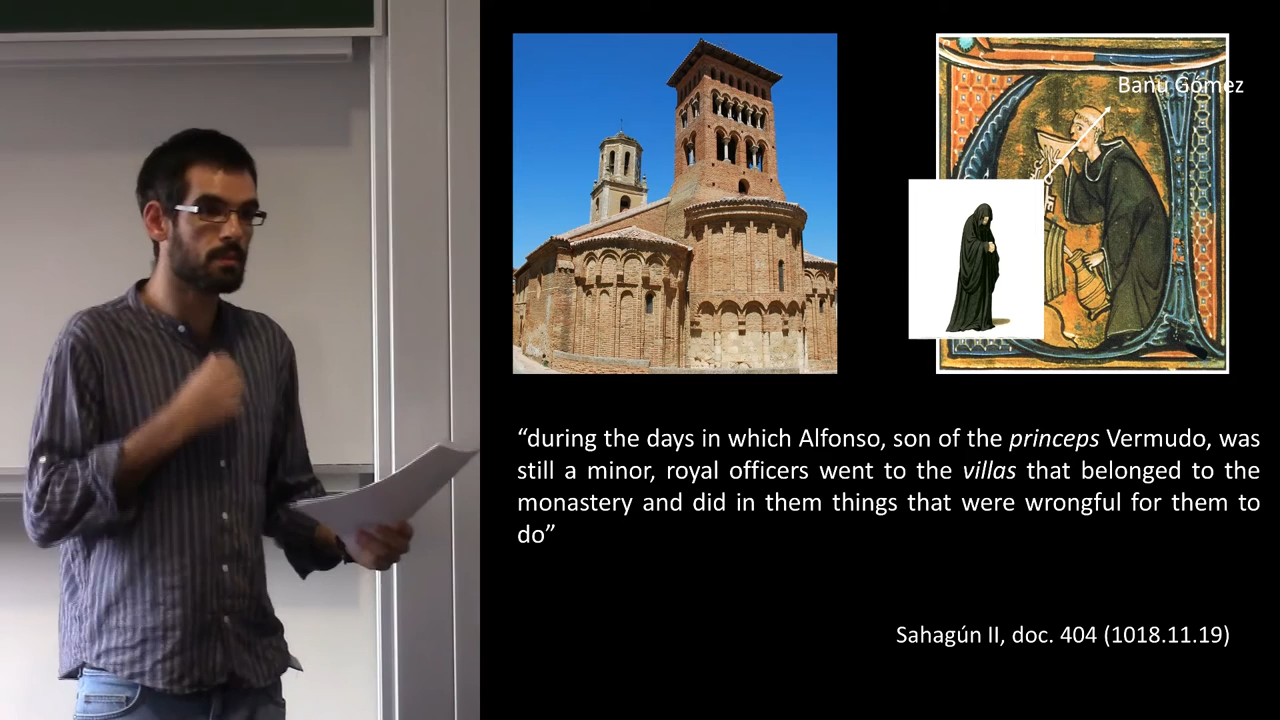 Banu Gómez
“during the days in which Alfonso, son of the princeps Vermudo, was
still a minor, royal officers went to the villas that belonged to the
monastery and did in them things that were wrongful for them to
do”
Sahagún II, doc. 404 (1018.11.19)